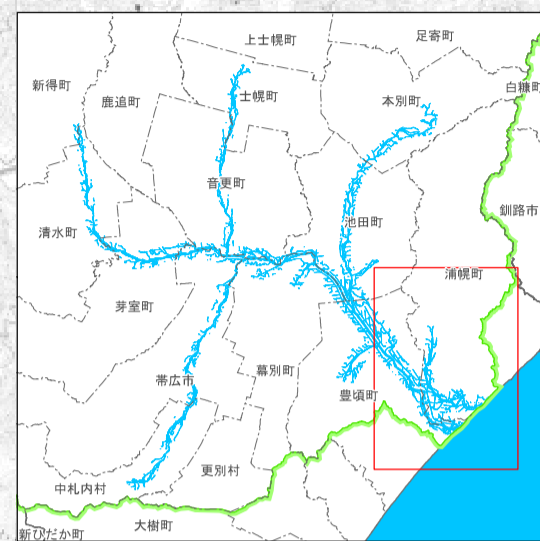 上士幌町
足寄町
新得町
鹿追町
士幌町
本別町
白糠町
音更町
池田町
釧路市
清水町
浦幌町
芽室町
幕別町
帯広市
豊頃町
更別村
中札内村
大樹町
新ひだか町